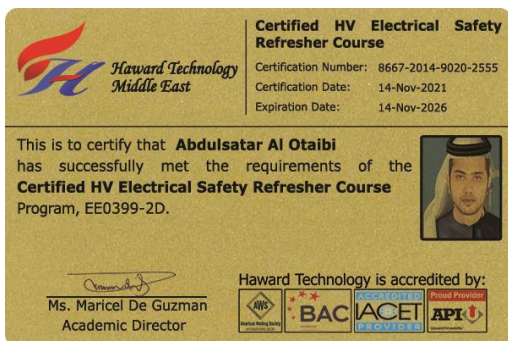 Haward Technology
Middle East
Certified HV Electrical Safety
Refresher Course
Certification Number: 8667-2014-9020-2555
Certification Date: 14-Nov-2021
Expiration Date: 14-Nov-2026
This is to certify that Abdulsatar Al Otaibi
has successfully met the requirements of the
Certified HV Electrical Safety Refresher Course
Program, EE0399-2D.
Ms. Maricel De Guzman
Academic Director
Haward Technology is accredited by:
AWS
American Welding Society
BAC
ACCREDITED
IACET
PROVIDER
Proud Provider
API